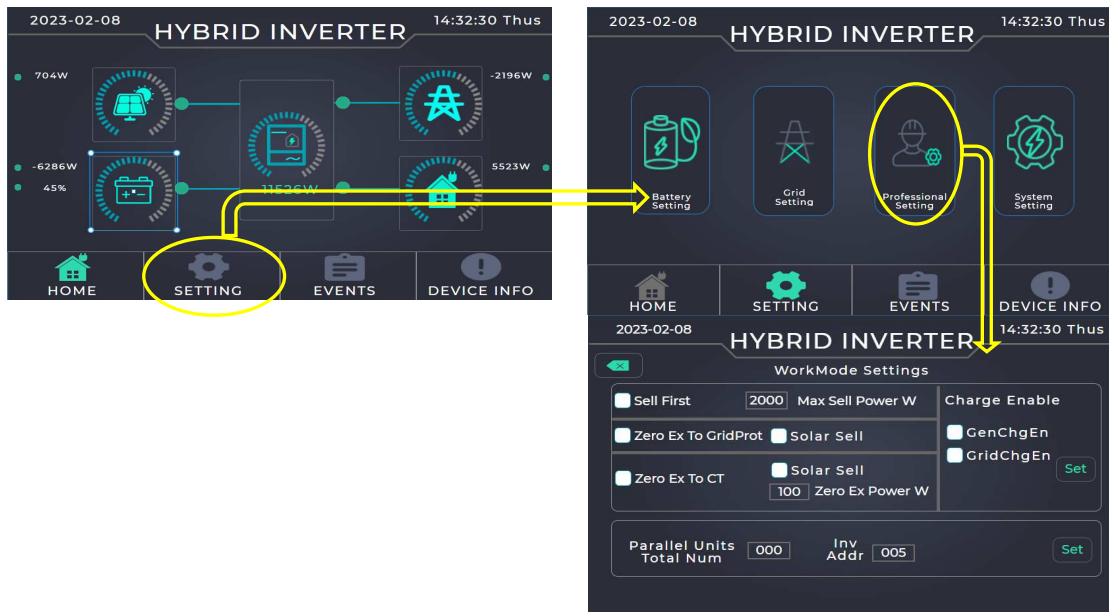 2023-02-08
HYBRID INVERTER
14:32:30 Thus
704W
-2196W
-6286W
45%
11526W
5523W
HOME
SETTING
EVENTS
DEVICE INFO
2023-02-08
HYBRID INVERTER
14:32:30 Thus
Battery
Setting
Grid
Setting
Professional
Setting
System
Setting
HOME
SETTING
EVENTS
DEVICE INFO
2023-02-08
HYBRID INVERTER
14:32:30 Thus
WorkMode Settings
Sell First 2000 Max Sell Power W
Zero Ex To GridProt Solar Sell
Zero Ex To CT
Solar Sell
100 Zero Ex Power W
Charge Enable
GenChgEn
GridChgEn
Set
Parallel Units
Total Num
000
Inv
Addr
005
Set